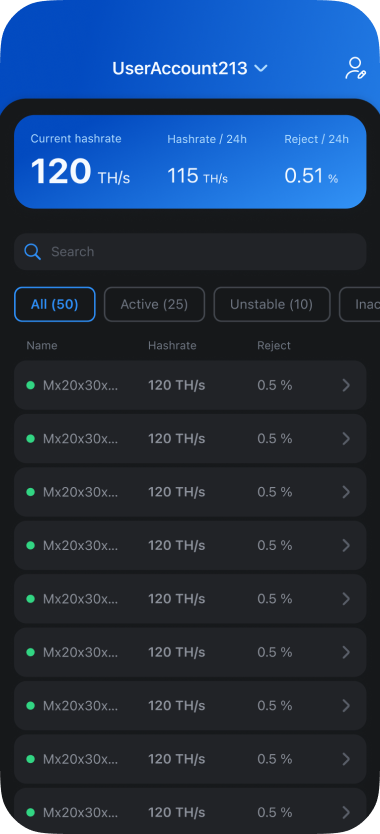 UserAccount213
Current hashrate Hashrate / 24h Reject / 24h
120 TH/s 115 TH/s 0.51 %
Search
All (50) Active (25) Unstable (10) Inac
Name Hashrate Reject
Mx20x30x... 120 TH/s 0.5 %
Mx20x30x... 120 TH/s 0.5 %
Mx20x30x... 120 TH/s 0.5 %
Mx20x30x... 120 TH/s 0.5 %
Mx20x30x... 120 TH/s 0.5 %
Mx20x30x... 120 TH/s 0.5 %
Mx20x30x... 120 TH/s 0.5 %
Mx20x30x... 120 TH/s 0.5 %
Mx20x30x... 120 TH/s 0.5 %